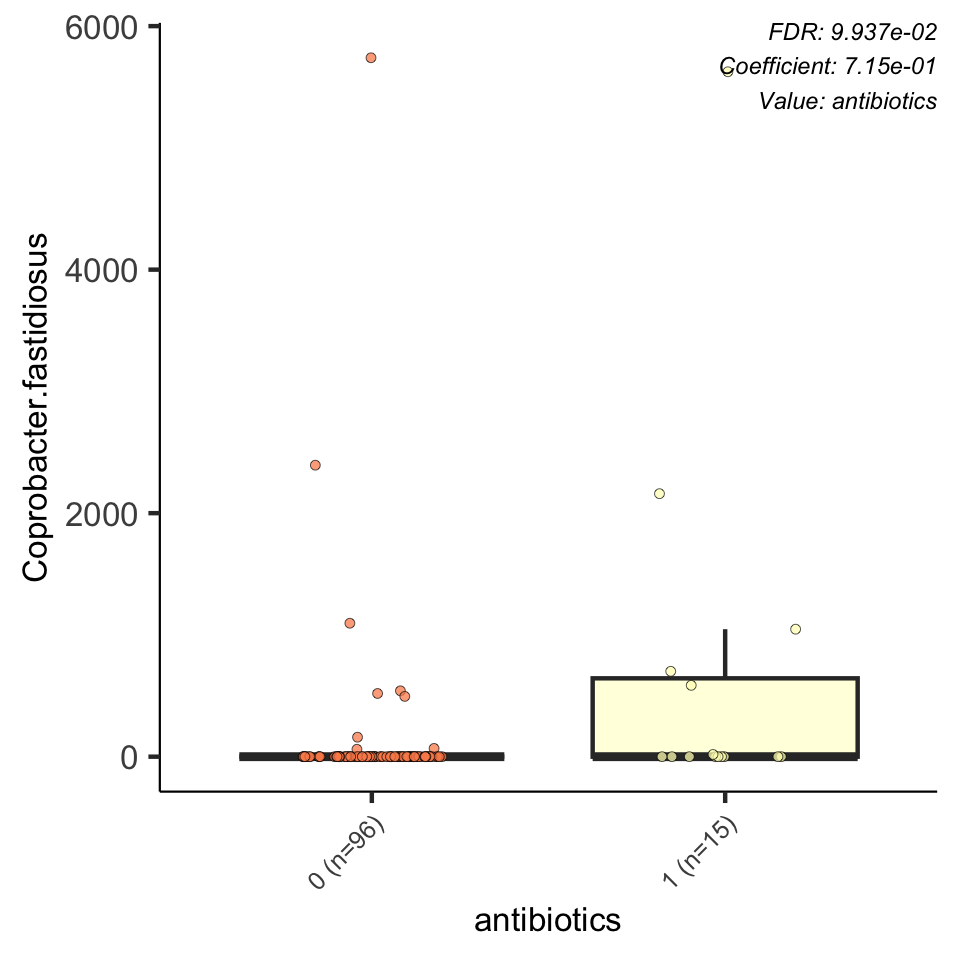 FDR: 9.937e-02
Coefficient: 7.15e-01
Value: antibiotics
6000
4000
2000
0
Coprobacter.fastidiosus
0 (n=96)
1 (n=15)
antibiotics